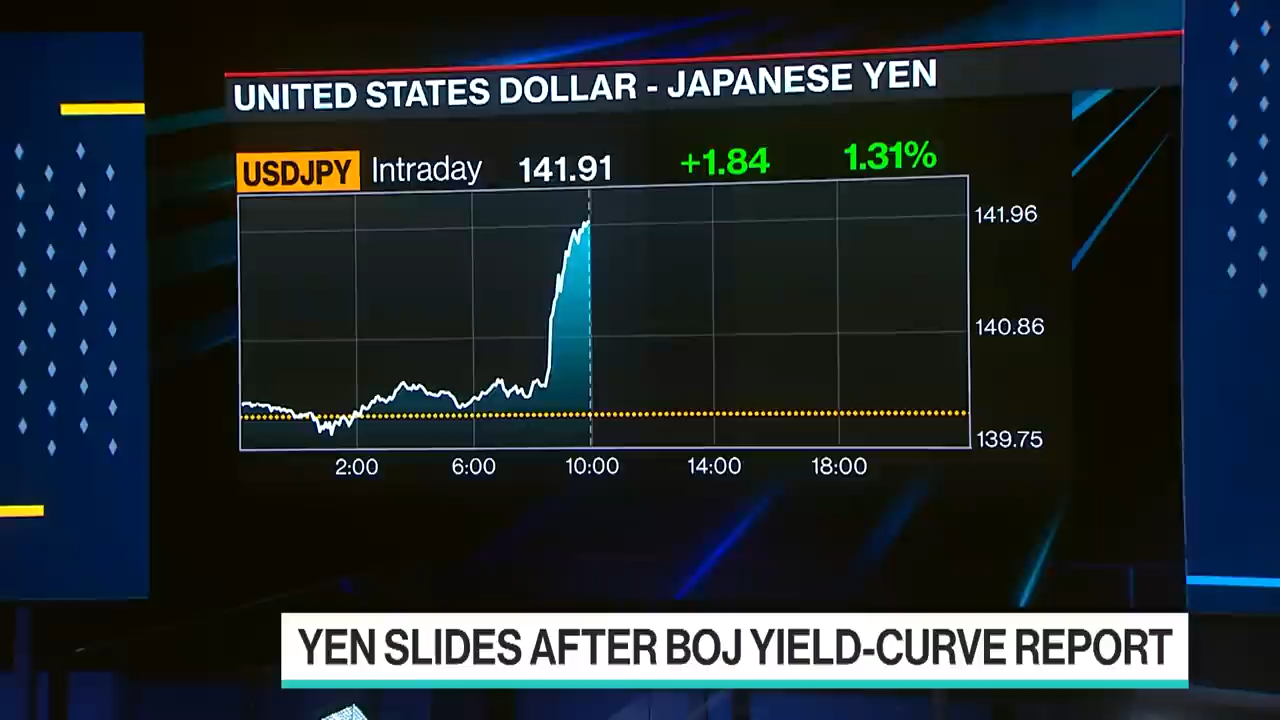 UNITED STATES DOLLAR - JAPANESE YEN
USDJPY Intraday 141.91 +1.84 1.31%
141.96
140.86
139.75
2:00 6:00 10:00 14:00 18:00
YEN SLIDES AFTER BOJ YIELD-CURVE REPORT